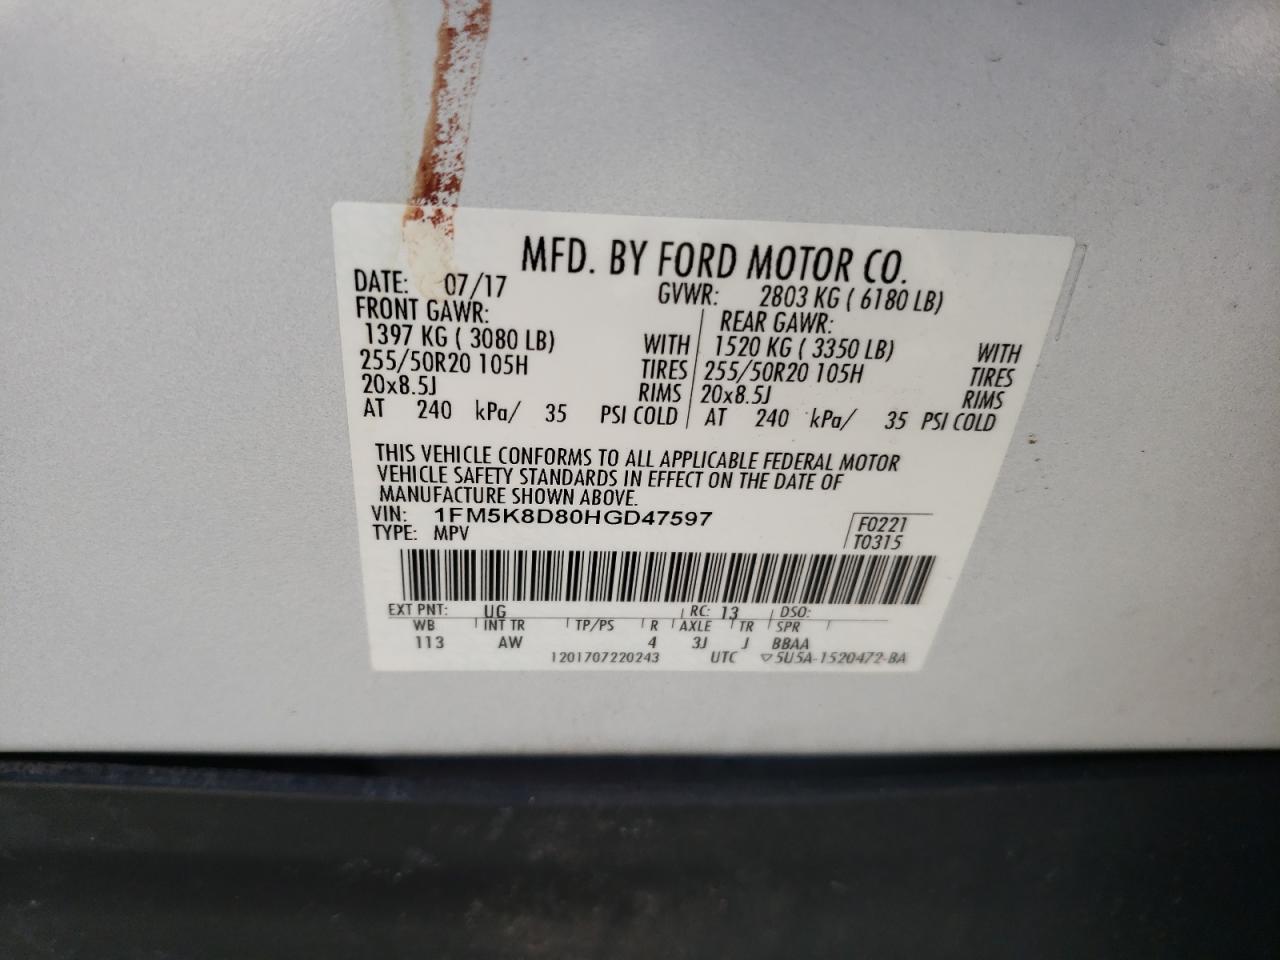 MFD. BY FORD MOTOR CO.
DATE: 07/17 GVWR: 2803 KG ( 6180 LB)
FRONT GAWR: REAR GAWR:
1397 KG ( 3080 LB) WITH 1520 KG ( 3350 LB) WITH
255/50R20 105H TIRES 255/50R20 105H TIRES
20x8.5J RIMS 20x8.5J RIMS
AT 240 kPa/ 35 PSI COLD AT 240 kPa/ 35 PSI COLD
THIS VEHICLE CONFORMS TO ALL APPLICABLE FEDERAL MOTOR
VEHICLE SAFETY STANDARDS IN EFFECT ON THE DATE OF
MANUFACTURE SHOWN ABOVE.
VIN: 1FM5K8D80HGD47597 F0221
TYPE: MPV T0315
EXT PNT: UG RC: 13 DSO:
WB INT TR TP/PS R AXLE TR SPR
113 AW 4 3J J BBAA
1201707220243 UTC ▽5U5A-1520472-BA